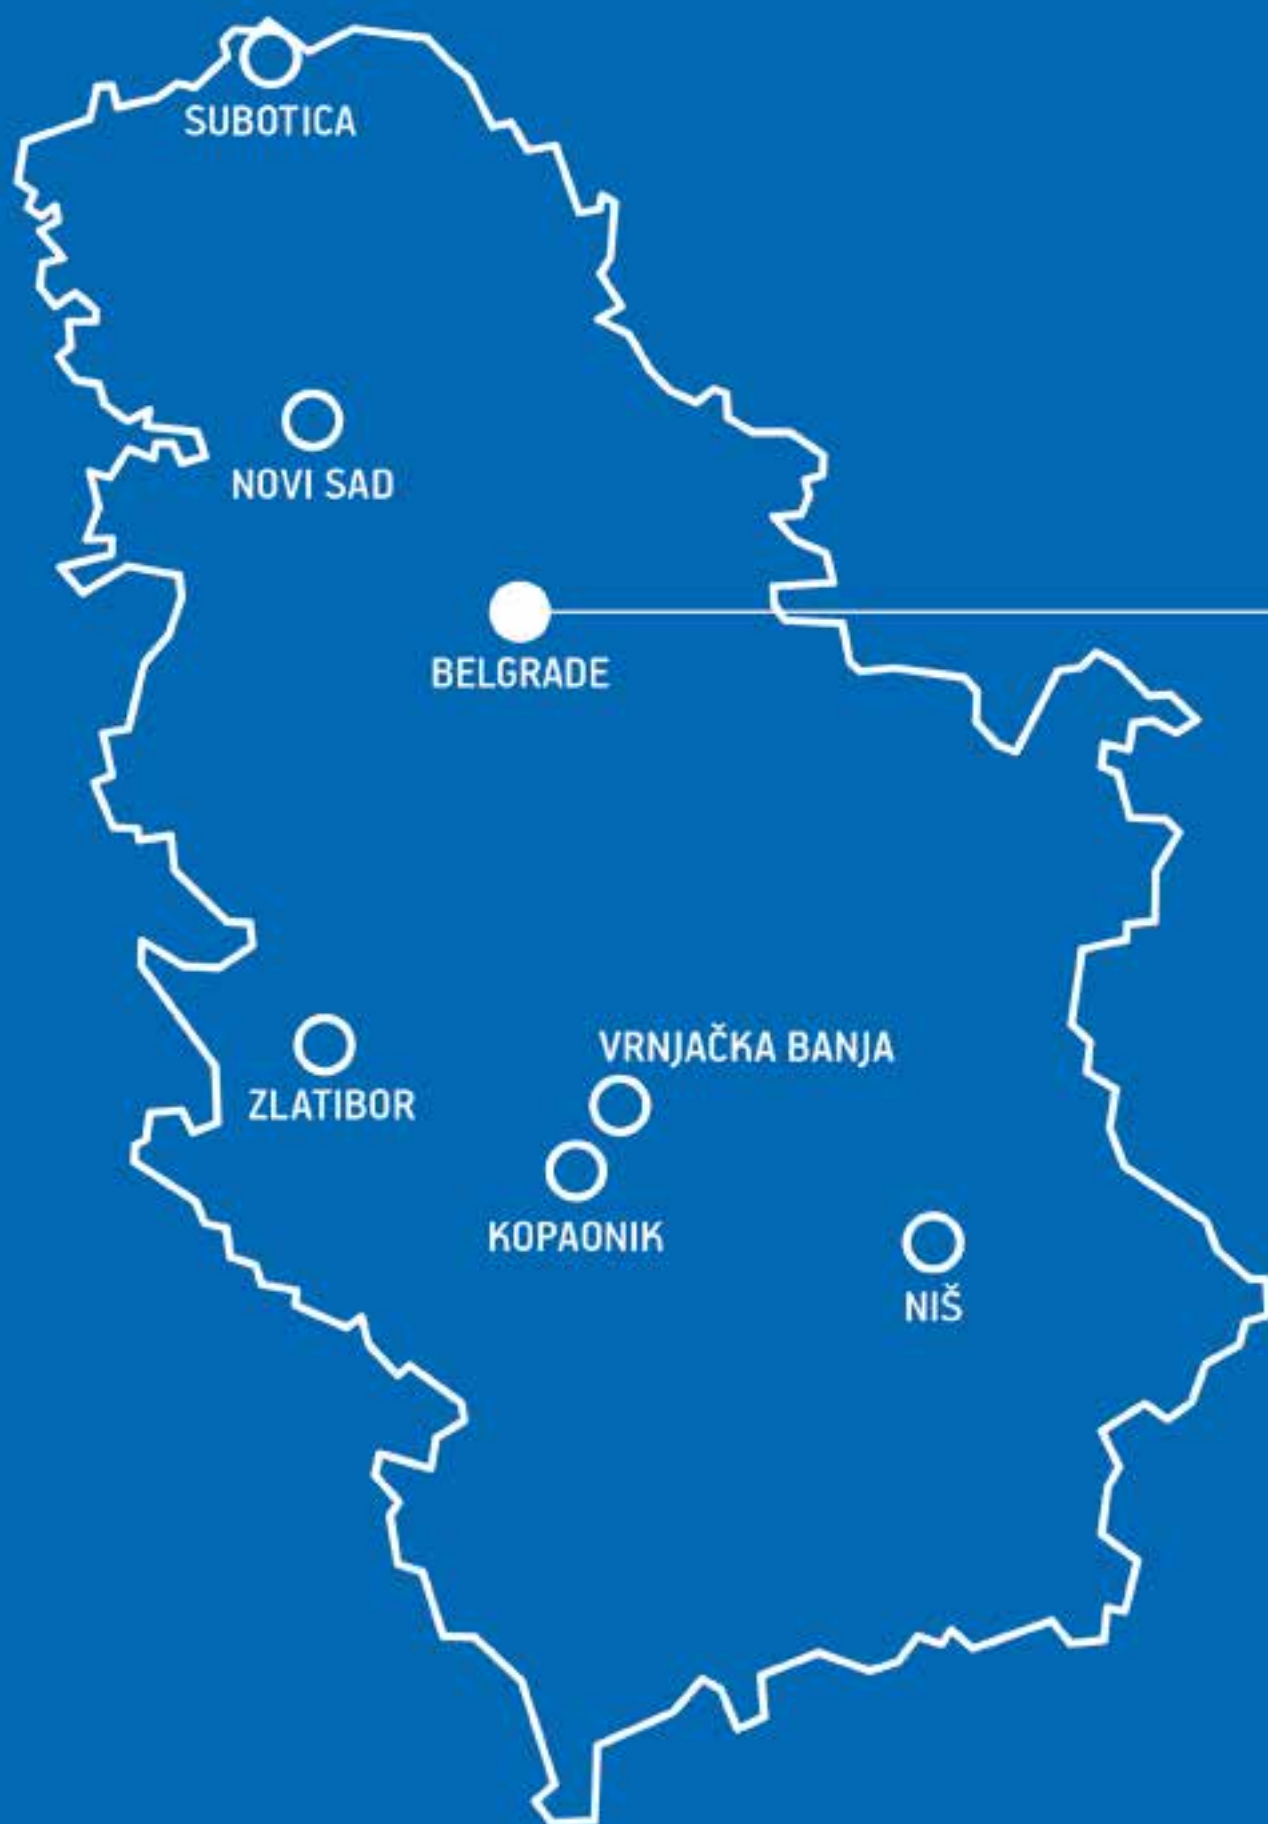 SUBOTICA
NOVI SAD
BELGRADE
VRNJAČKA BANJA
ZLATIBOR
KOPAONIK
NIŠ